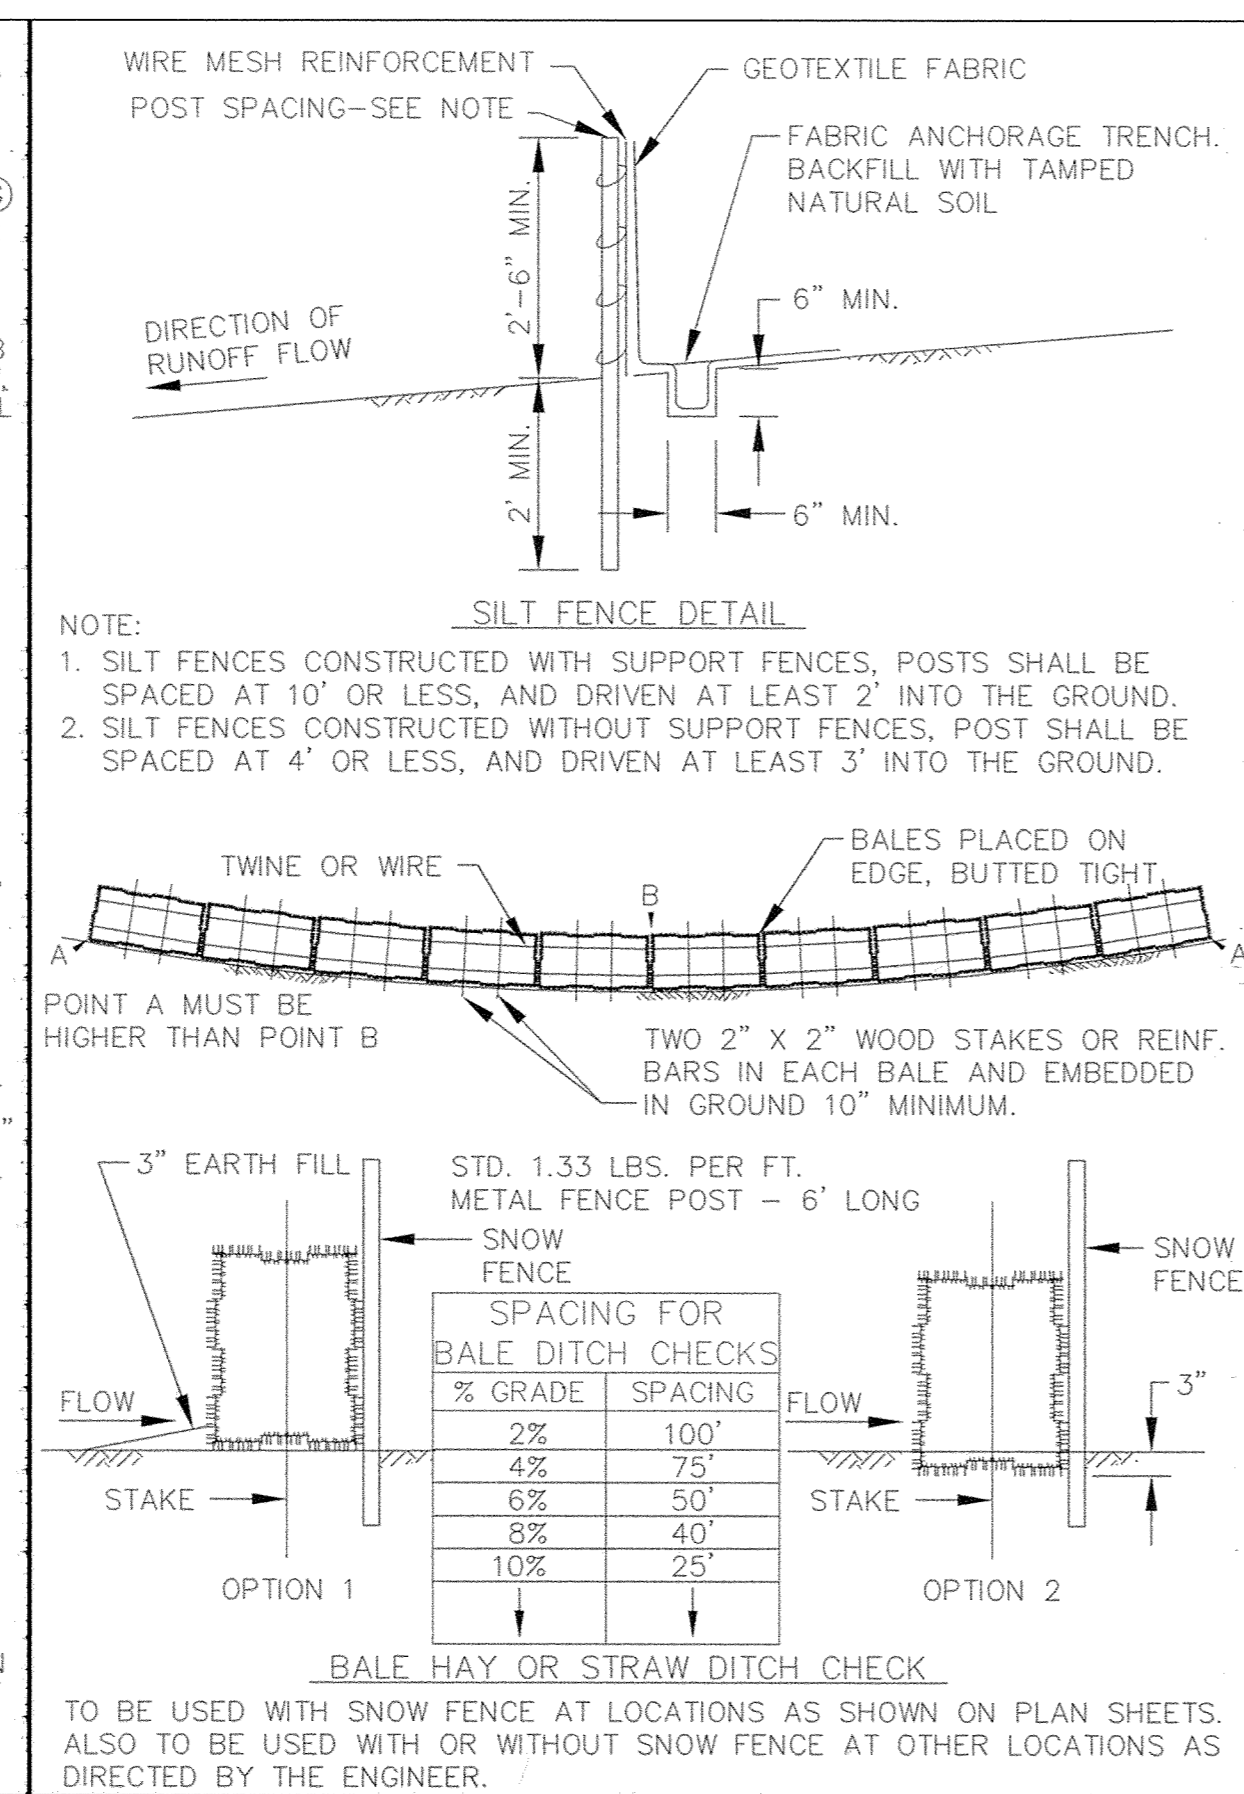 WIRE MESH REINFORCEMENT
POST SPACING–SEE NOTE
GEOTEXTILE FABRIC
FABRIC ANCHORAGE TRENCH.
BACKFILL WITH TAMPED
NATURAL SOIL
2'–6" MIN.
6" MIN.
DIRECTION OF
RUNOFF FLOW
2' MIN.
6" MIN.
SILT FENCE DETAIL
NOTE:
1. SILT FENCES CONSTRUCTED WITH SUPPORT FENCES, POSTS SHALL BE
SPACED AT 10' OR LESS, AND DRIVEN AT LEAST 2' INTO THE GROUND.
2. SILT FENCES CONSTRUCTED WITHOUT SUPPORT FENCES, POST SHALL BE
SPACED AT 4' OR LESS, AND DRIVEN AT LEAST 3' INTO THE GROUND.
TWINE OR WIRE
B
BALES PLACED ON
EDGE, BUTTED TIGHT
A
A
POINT A MUST BE
HIGHER THAN POINT B
TWO 2" X 2" WOOD STAKES OR REINF.
BARS IN EACH BALE AND EMBEDDED
IN GROUND 10" MINIMUM.
3" EARTH FILL
STD. 1.33 LBS. PER FT.
METAL FENCE POST – 6' LONG
SNOW
FENCE
FLOW
STAKE
OPTION 1
SPACING FOR
BALE DITCH CHECKS
% GRADE SPACING
2% 100'
4% 75'
6% 50'
8% 40'
10% 25'
SNOW
FENCE
FLOW
3"
STAKE
OPTION 2
BALE HAY OR STRAW DITCH CHECK
TO BE USED WITH SNOW FENCE AT LOCATIONS AS SHOWN ON PLAN SHEETS.
ALSO TO BE USED WITH OR WITHOUT SNOW FENCE AT OTHER LOCATIONS AS
DIRECTED BY THE ENGINEER.